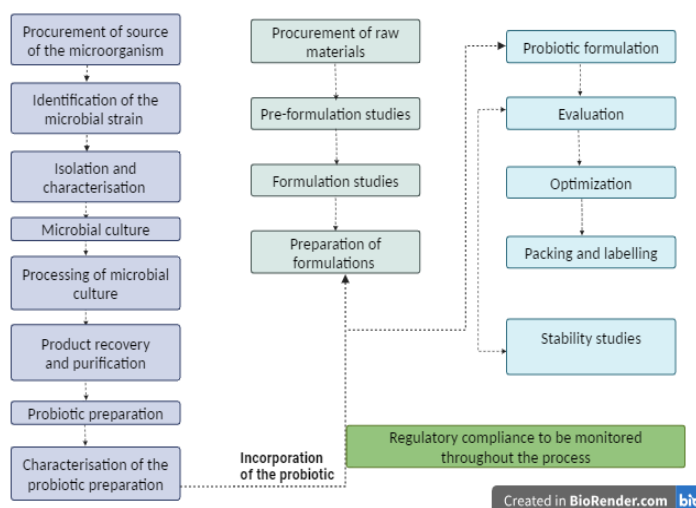 Procurement of source
of the microorganism
Identification of the
microbial strain
Isolation and
characterisation
Microbial culture
Processing of microbial
culture
Product recovery
and purification
Probiotic preparation
Characterisation of the
probiotic preparation
Incorporation
of the probiotic
Procurement of raw
materials
Pre-formulation studies
Formulation studies
Preparation of
formulations
Probiotic formulation
Evaluation
Optimization
Packing and labelling
Stability studies
Regulatory compliance to be monitored
throughout the process
Created in BioRender.com